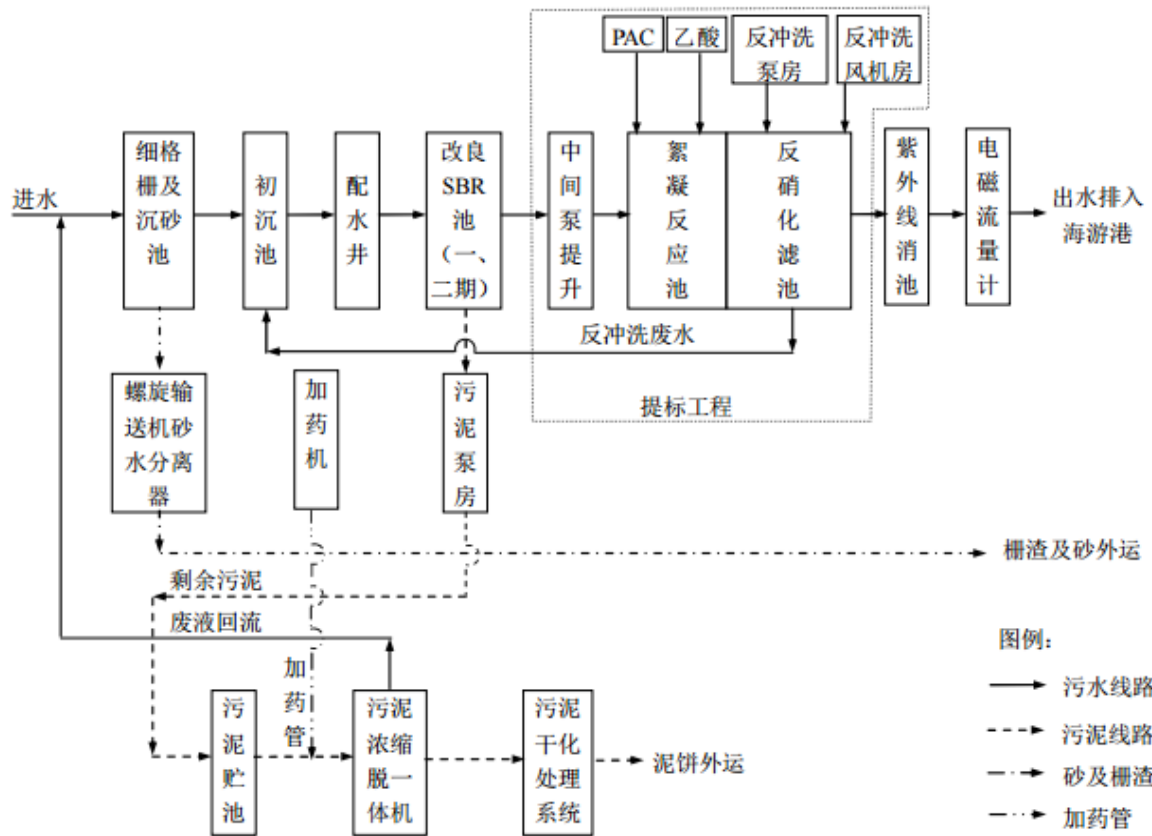 PAC
乙酸
反冲洗
泵房
反冲洗
风机房
进水
细格
栅及
沉砂
池
初
沉
池
配
水
井
改良
SBR
池
（一、
二期）
中
间
泵
提
升
絮
凝
反
应
池
反
硝
化
滤
池
紫
外
线
消
池
电
磁
流
量
计
出水排入
海游港
反冲洗废水
提标工程
螺旋输
送机砂
水分离
器
加
药
机
污
泥
泵
房
栅渣及砂外运
剩余污泥
废液回流
加
药
管
污
泥
贮
池
污泥
浓缩
脱一
体机
污泥
干化
处理
系统
泥饼外运
图例：
污水线路
污泥线路
砂及栅渣
加药管